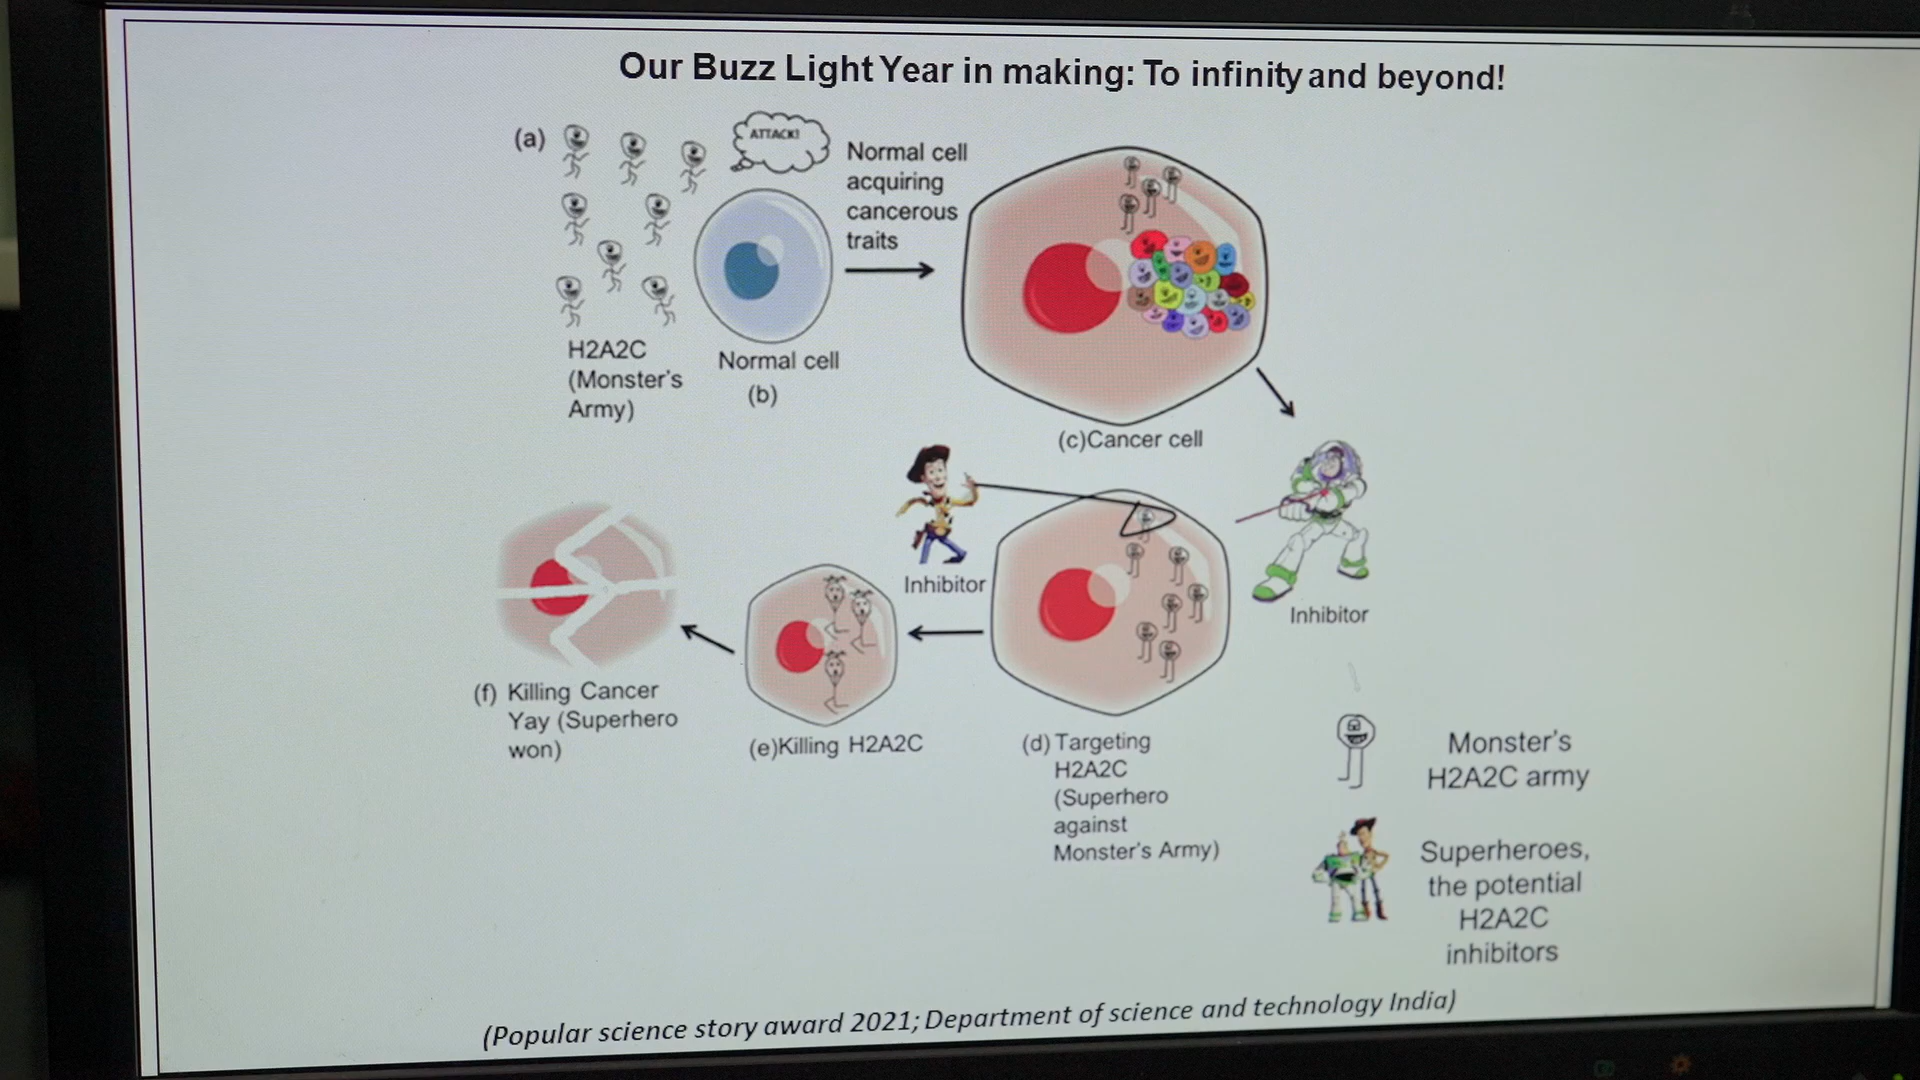 Our Buzz Light Year in making: To infinity and beyond!
(a)
ATTACK!
Normal cell
acquiring
cancerous
traits
H2A2C
(Monster's
Army)
Normal cell
(b)
(c)Cancer cell
Inhibitor
Inhibitor
(f) Killing Cancer
Yay (Superhero
won)
(e)Killing H2A2C
(d) Targeting
H2A2C
(Superhero
against
Monster's Army)
Monster's
H2A2C army
Superheroes,
the potential
H2A2C
inhibitors
(Popular science story award 2021; Department of science and technology India)